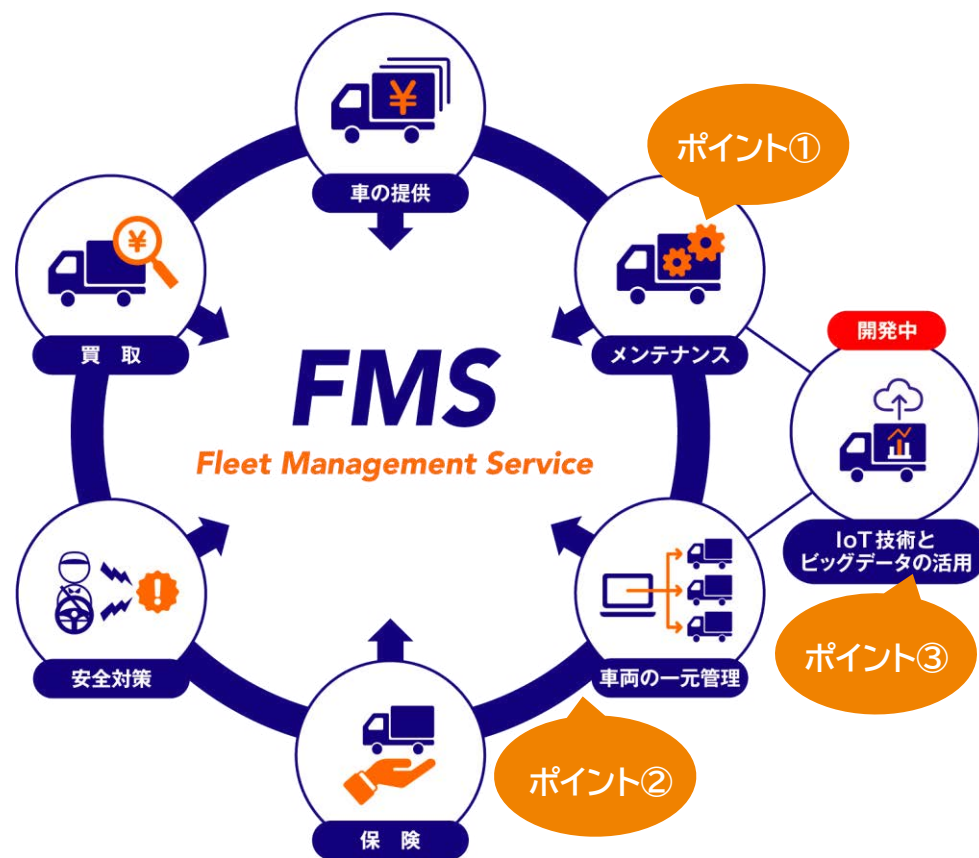 ¥
車の提供
ポイント①
¥
買 取
メンテナンス
開発中
FMS
Fleet Management Service
IoT技術と
ビッグデータの活用
!
安全対策
車両の一元管理
ポイント③
ポイント②
保 険